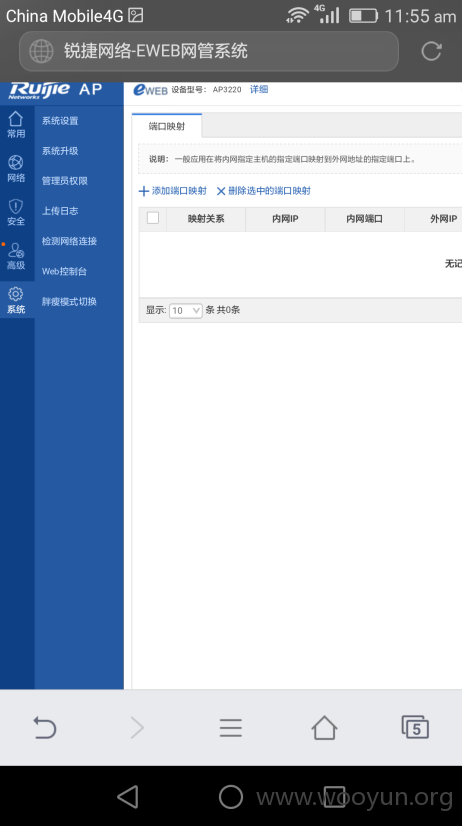 China Mobile4G 4G 11:55 am
锐捷网络-EWEB网管系统
Ruijie Networks AP eWEB 设备型号: AP3220 详细
常用
网络
安全
高级
系统
系统设置
系统升级
管理员权限
上传日志
检测网络连接
Web控制台
胖瘦模式切换
端口映射
说明: 一般应用在将内网指定主机的指定端口映射到外网地址的指定端口上。
添加端口映射 删除选中的端口映射
映射关系 内网IP 内网端口 外网IP
无记
显示: 10 条 共0条
5
www.wooyun.org